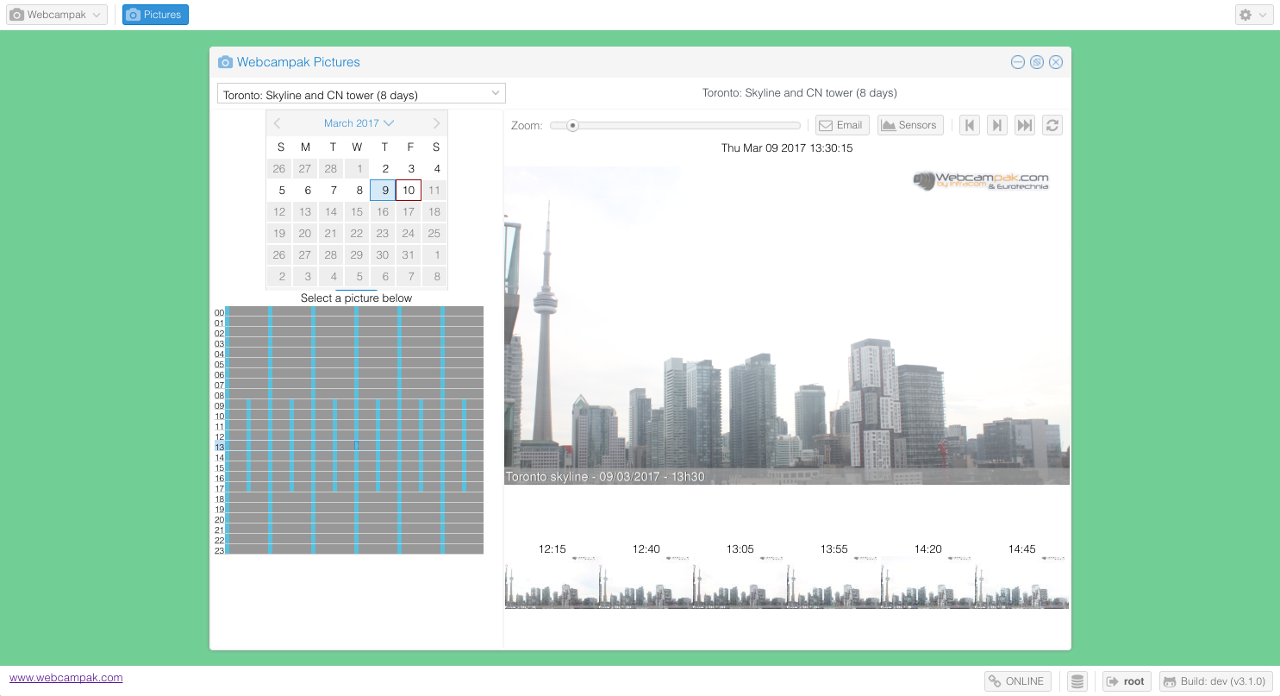 Webcampak
Pictures
Webcampak Pictures
Toronto: Skyline and CN tower (8 days)
Toronto: Skyline and CN tower (8 days)
March 2017
S M T W T F S
26 27 28 1 2 3 4
5 6 7 8 9 10 11
12 13 14 15 16 17 18
19 20 21 22 23 24 25
26 27 28 29 30 31 1
2 3 4 5 6 7 8
Select a picture below
00
01
02
03
04
05
06
07
08
09
10
11
12
13
14
15
16
17
18
19
20
21
22
23
Zoom:
Email
Sensors
Thu Mar 09 2017 13:30:15
Webcampak.com
by infracom & Eurotechnia
Toronto skyline - 09/03/2017 - 13h30
12:15 12:40 13:05 13:55 14:20 14:45
www.webcampak.com
ONLINE
root
Build: dev (v3.1.0)